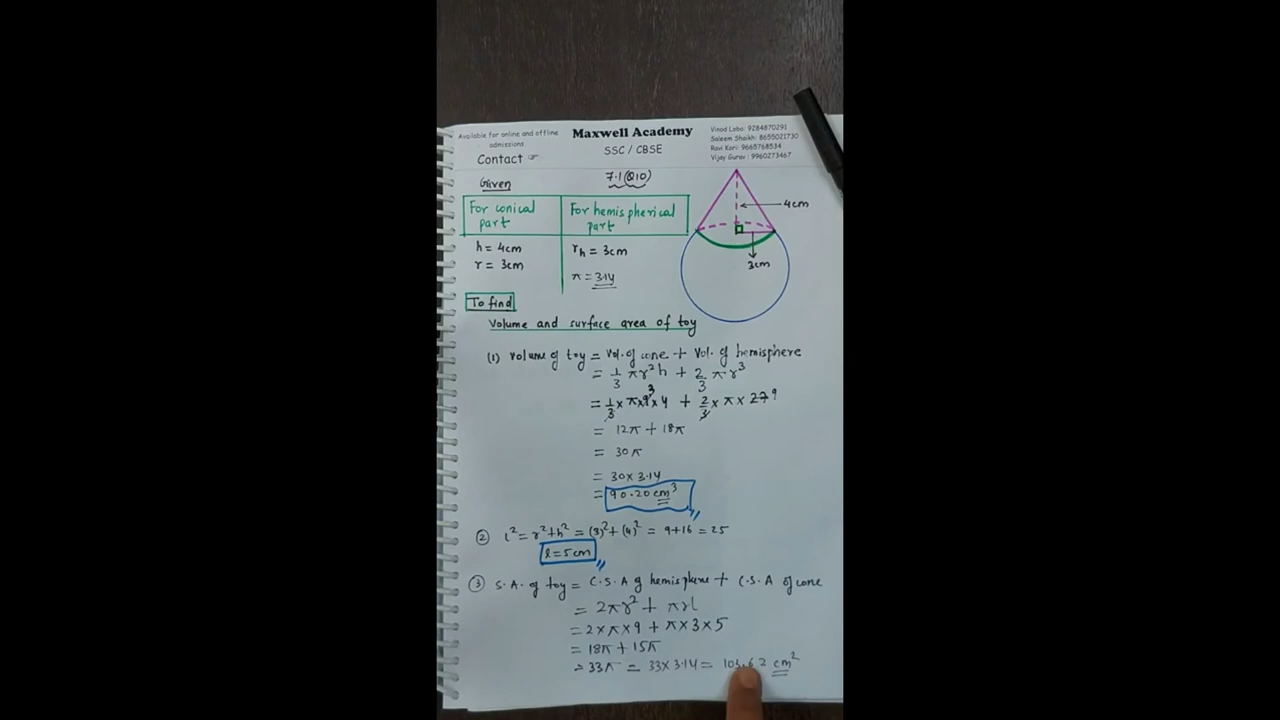 Available for online and offline admissions
Contact ☞
Maxwell Academy
SSC / CBSE
Vinod Lobo: 9284870291
Saleem Shaikh: 8655021730
Ravi Kori: 9665768534
Vijay Gurav : 9960273467
Given
7.1 (Q10)
For conical part
For hemispherical part
h = 4cm
r = 3cm
rh = 3cm
π = 3.14
4cm
3cm
To find
Volume and surface area of toy
(1) Volume of toy = Vol. of cone + Vol. of hemisphere
= 1/3 πr²h + 2/3 π.r³
= 1/3 × π×9³×4 + 2/3 × π × 27 9
= 12π + 18π
= 30π
= 30×3.14
= 90.20 cm³
② l² = r²+h² = (3)²+(4)² = 9+16 = 25
l = 5cm
③ S.A. of toy = C.S.A of hemisphere + C.S.A of cone
= 2πr² + πrl
= 2×π×9 + π×3×5
= 18π + 15π
= 33π = 33×3.14 = 103.62 cm²